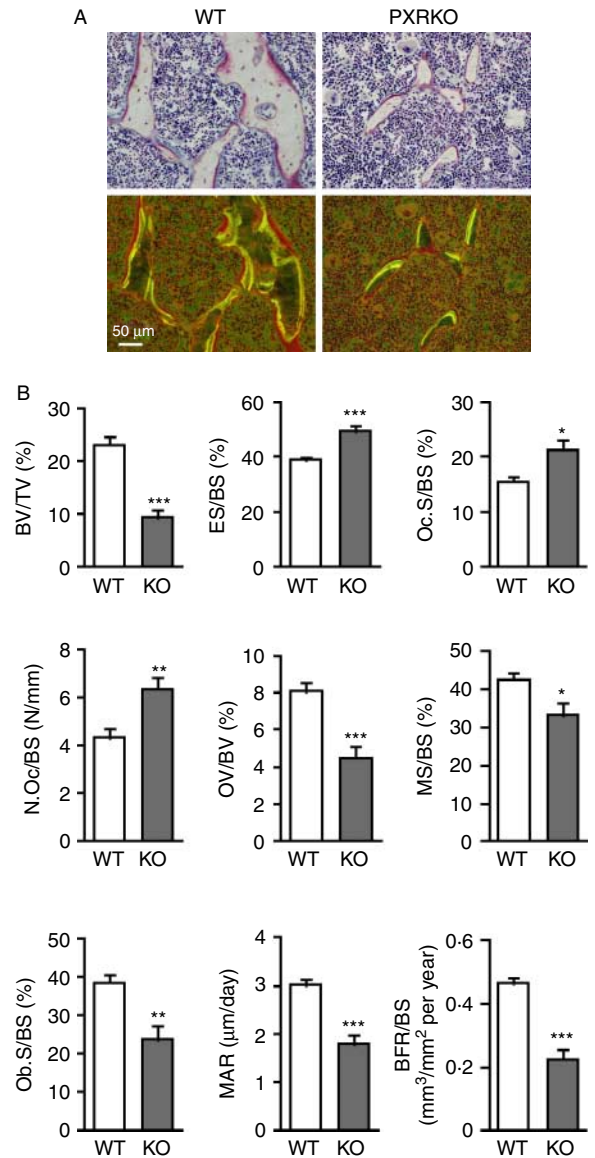 A
WT
PXRKO
50 μm
B
BV/TV (%)
30
20
10
0
***
WT KO
ES/BS (%)
60
40
20
0
***
WT KO
Oc.S/BS (%)
30
20
10
0
*
WT KO
N.Oc/BS (N/mm)
8
6
4
2
0
**
WT KO
OV/BV (%)
10
8
6
4
2
0
***
WT KO
MS/BS (%)
50
40
30
20
10
0
*
WT KO
Ob.S/BS (%)
50
40
30
20
10
0
**
WT KO
MAR (μm/day)
4
3
2
1
0
***
WT KO
BFR/BS
(mm³/mm² per year)
0·6
0·4
0·2
0
***
WT KO